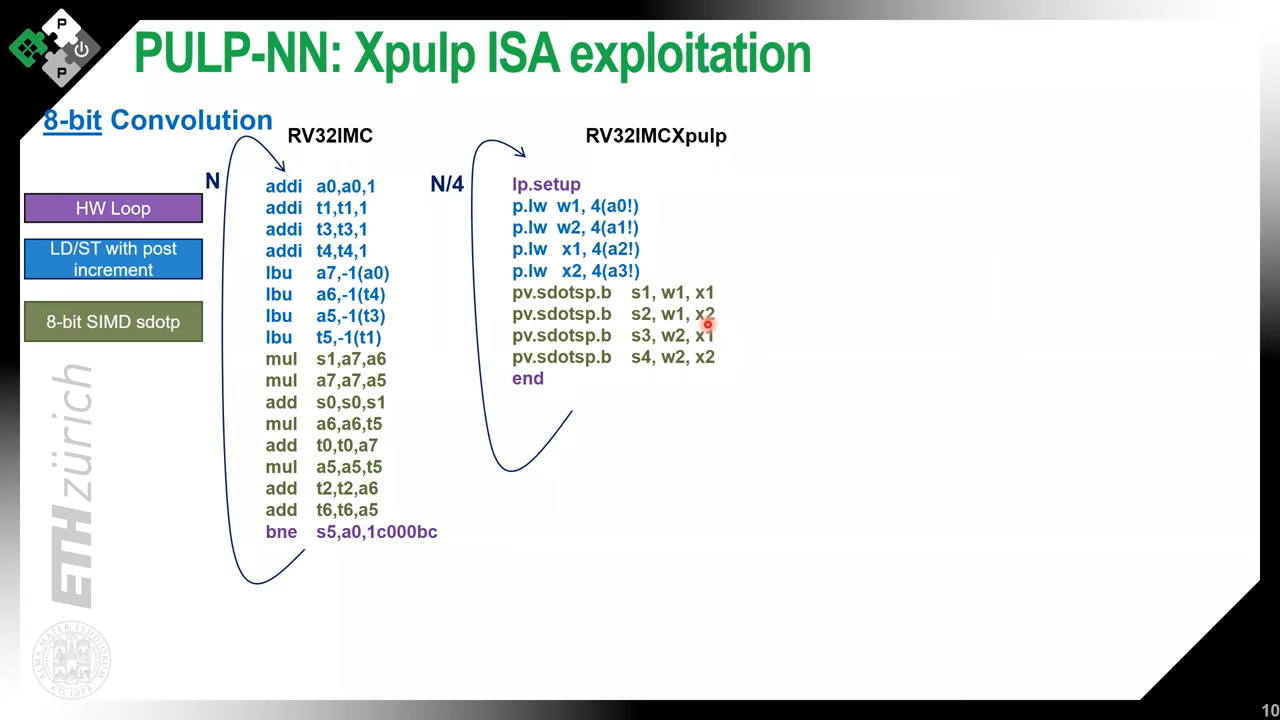 P
P
PULP-NN: Xpulp ISA exploitation
8-bit Convolution
RV32IMC
RV32IMCXpulp
N
N/4
HW Loop
LD/ST with post
increment
8-bit SIMD sdotp
addi a0,a0,1
addi t1,t1,1
addi t3,t3,1
addi t4,t4,1
lbu a7,-1(a0)
lbu a6,-1(t4)
lbu a5,-1(t3)
lbu t5,-1(t1)
mul s1,a7,a6
mul a7,a7,a5
add s0,s0,s1
mul a6,a6,t5
add t0,t0,a7
mul a5,a5,t5
add t2,t2,a6
add t6,t6,a5
bne s5,a0,1c000bc
lp.setup
p.lw w1, 4(a0!)
p.lw w2, 4(a1!)
p.lw x1, 4(a2!)
p.lw x2, 4(a3!)
pv.sdotsp.b s1, w1, x1
pv.sdotsp.b s2, w1, x2
pv.sdotsp.b s3, w2, x1
pv.sdotsp.b s4, w2, x2
end
ETH zürich
ALMA MATER STUDIORUM
A.D. 1088
10